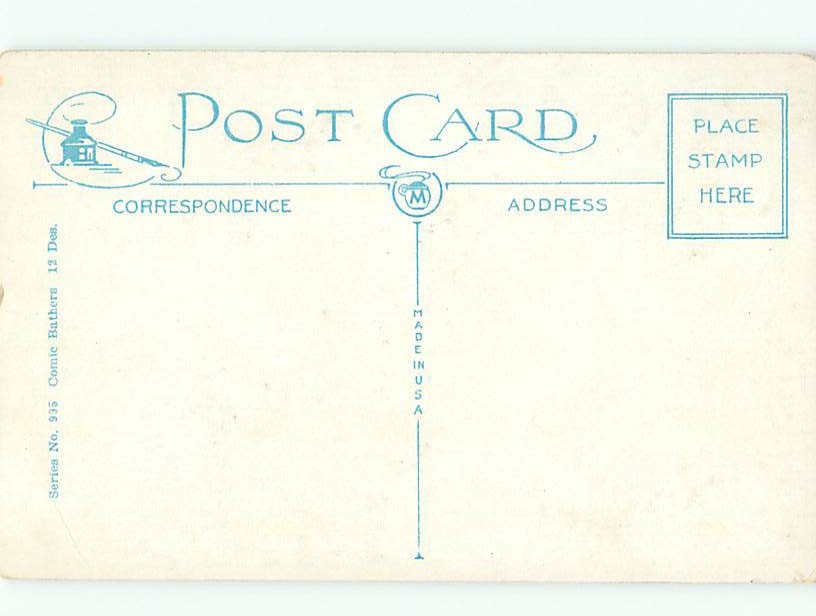 POST CARD
PLACE
STAMP
HERE
CORRESPONDENCE
M
ADDRESS
MADE IN USA
Series No. 935 Comic Bathers 12 Des.